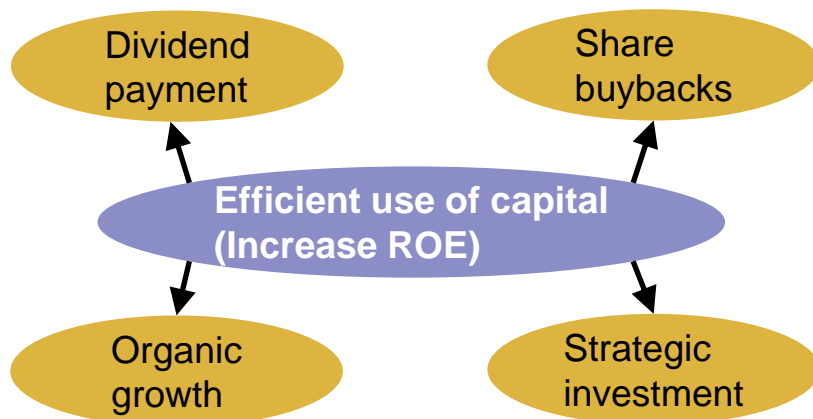 Dividend
payment
Share
buybacks
Efficient use of capital
(Increase ROE)
Organic
growth
Strategic
investment